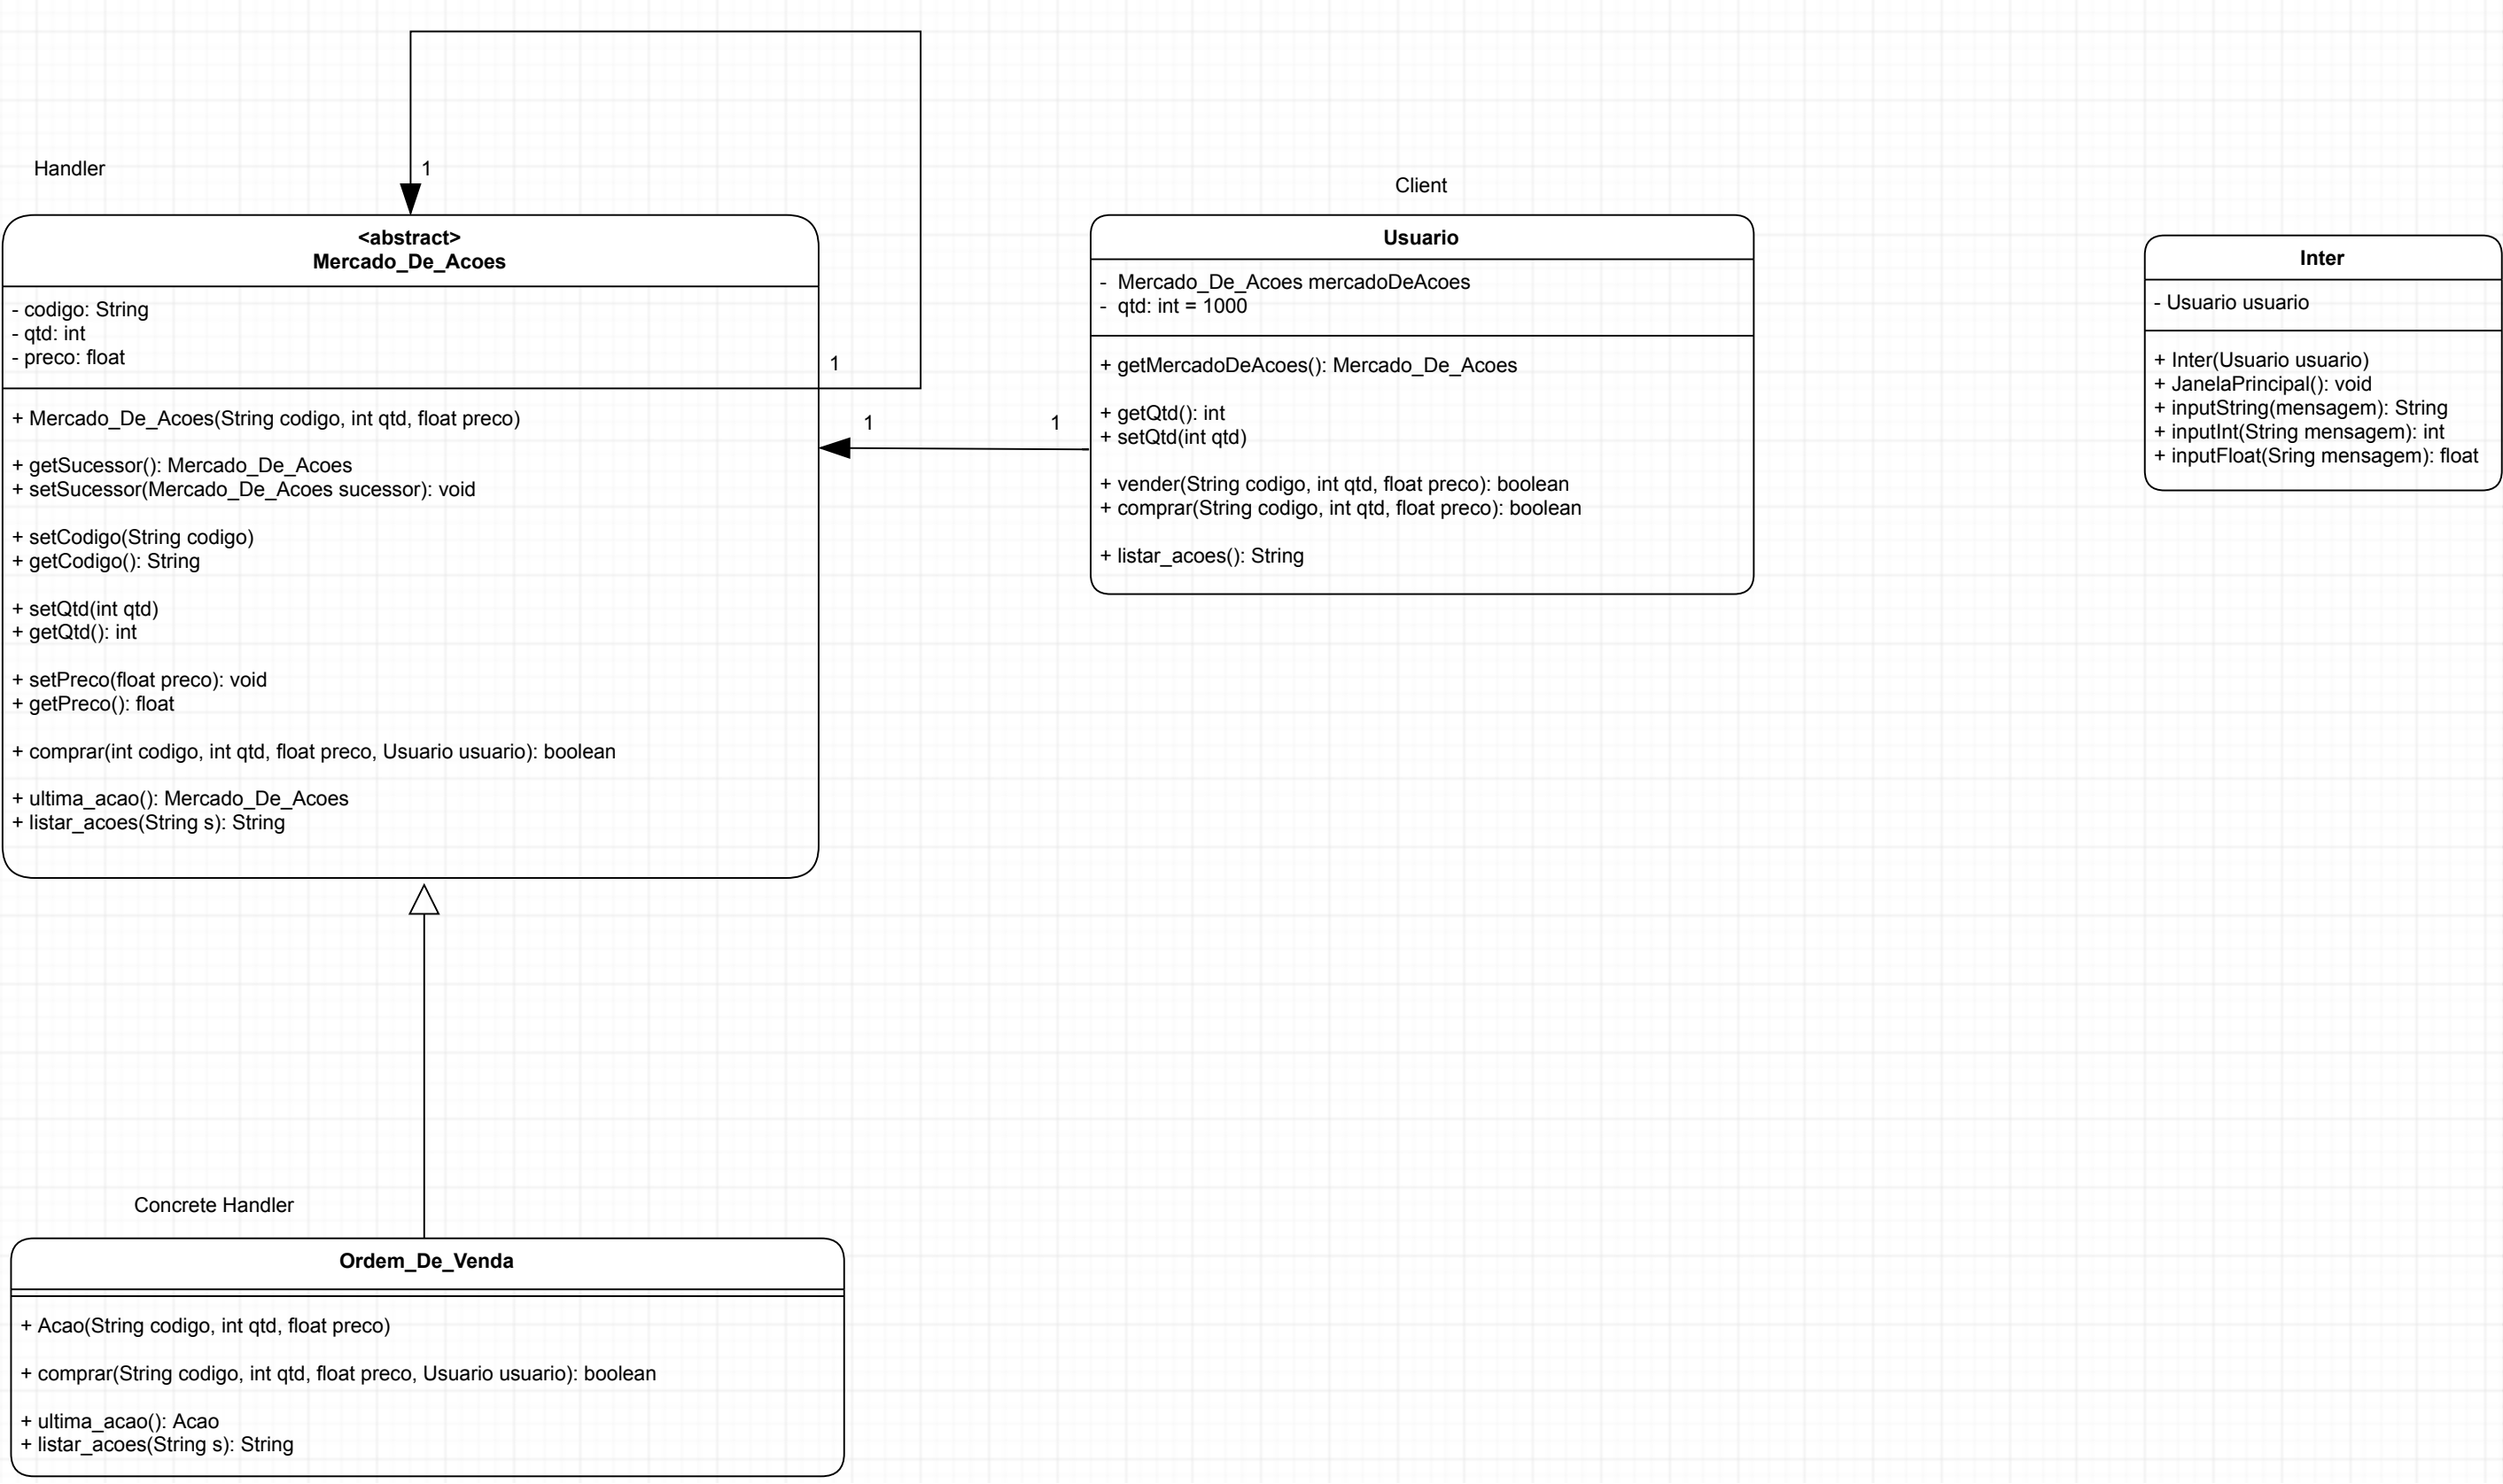 Handler
1
<abstract>
Mercado_De_Acoes
- codigo: String
- qtd: int
- preco: float
1
+ Mercado_De_Acoes(String codigo, int qtd, float preco)
+ getSucessor(): Mercado_De_Acoes
+ setSucessor(Mercado_De_Acoes sucessor): void
+ setCodigo(String codigo)
+ getCodigo(): String
+ setQtd(int qtd)
+ getQtd(): int
+ setPreco(float preco): void
+ getPreco(): float
+ comprar(int codigo, int qtd, float preco, Usuario usuario): boolean
+ ultima_acao(): Mercado_De_Acoes
+ listar_acoes(String s): String
1
1
Client
Usuario
- Mercado_De_Acoes mercadoDeAcoes
- qtd: int = 1000
+ getMercadoDeAcoes(): Mercado_De_Acoes
+ getQtd(): int
+ setQtd(int qtd)
+ vender(String codigo, int qtd, float preco): boolean
+ comprar(String codigo, int qtd, float preco): boolean
+ listar_acoes(): String
Inter
- Usuario usuario
+ Inter(Usuario usuario)
+ JanelaPrincipal(): void
+ inputString(mensagem): String
+ inputInt(String mensagem): int
+ inputFloat(Sring mensagem): float
Concrete Handler
Ordem_De_Venda
+ Acao(String codigo, int qtd, float preco)
+ comprar(String codigo, int qtd, float preco, Usuario usuario): boolean
+ ultima_acao(): Acao
+ listar_acoes(String s): String